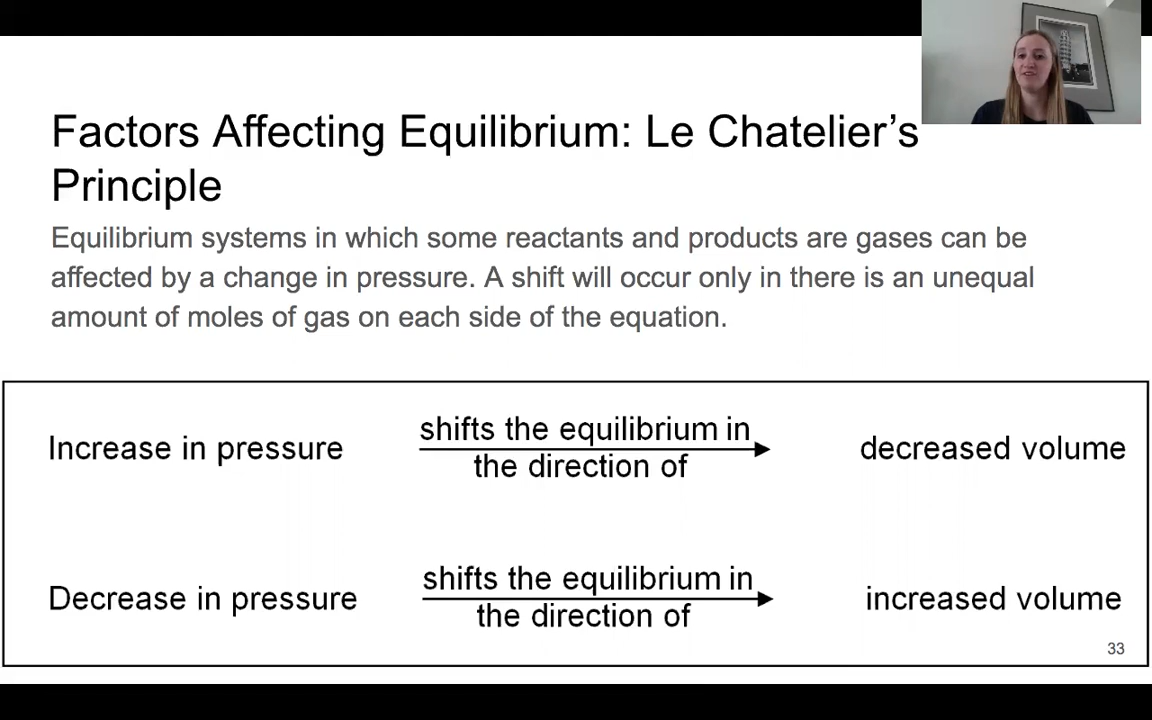 Factors Affecting Equilibrium: Le Chatelier’s
Principle
Equilibrium systems in which some reactants and products are gases can be
affected by a change in pressure. A shift will occur only in there is an unequal
amount of moles of gas on each side of the equation.
Increase in pressure
shifts the equilibrium in
the direction of
decreased volume
Decrease in pressure
shifts the equilibrium in
the direction of
increased volume
33